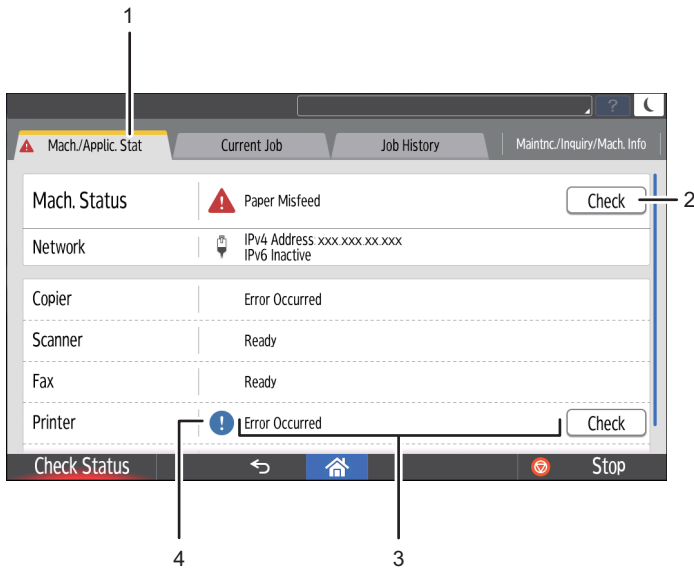 1
?
Mach./Applic. Stat
Current Job
Job History
Maintnc./Inquiry/Mach. Info
Mach. Status
Paper Misfeed
Check
2
Network
IPv4 Address xxx.xxx.xx.xxx
IPv6 Inactive
Copier
Error Occurred
Scanner
Ready
Fax
Ready
Printer
Error Occurred
Check
Check Status
Stop
4
3